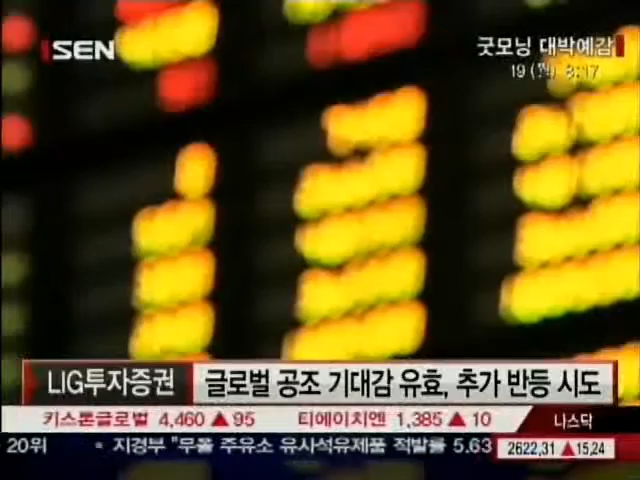 SEN
굿모닝 대박예감
19 (월) 8:17
LIG투자증권
글로벌 공조 기대감 유효, 추가 반등 시도
키스톤글로벌 4,460 ▲ 95 티에이치엔 1,385 ▲ 10 나스닥
20위 지경부 "무폴 주유소 유사석유제품 적발률 5.63 2622,31 ▲15,24